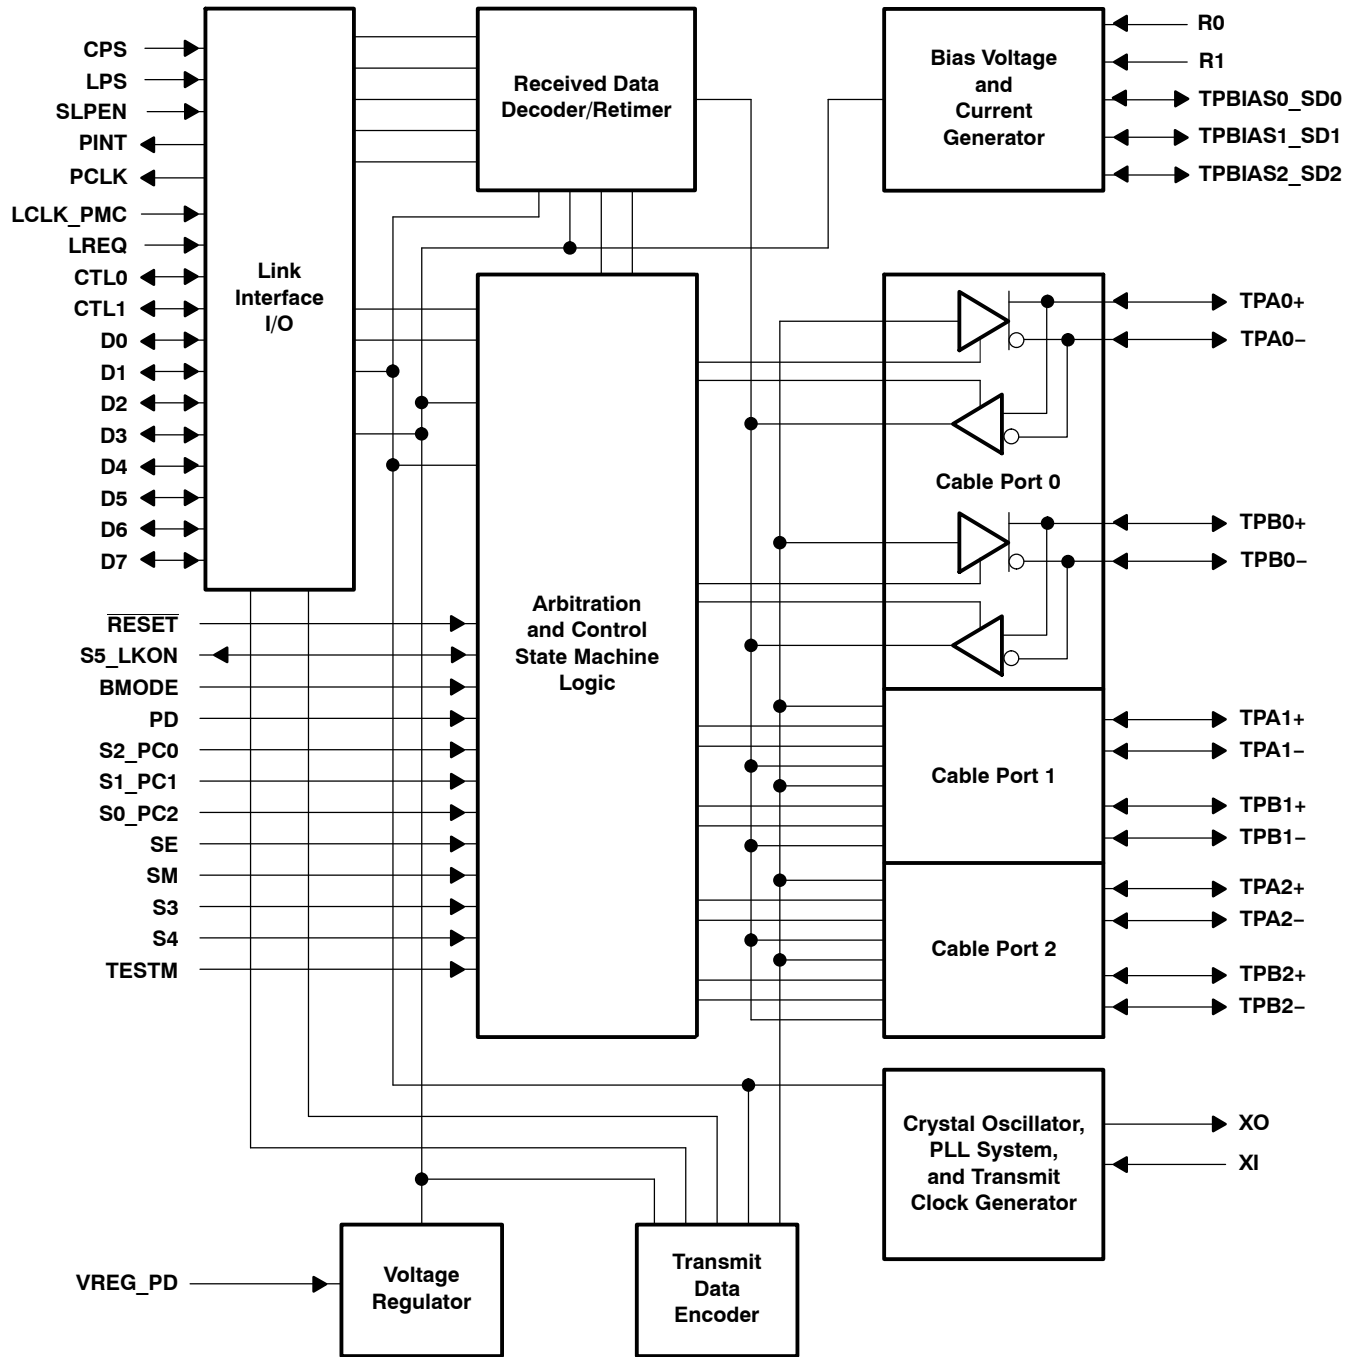 CPS
LPS
SLPEN
PINT
PCLK
LCLK_PMC
LREQ
CTL0
CTL1
D0
D1
D2
D3
D4
D5
D6
D7
Link
Interface
I/O
Received Data
Decoder/Retimer
Bias Voltage
and
Current
Generator
R0
R1
TPBIAS0_SD0
TPBIAS1_SD1
TPBIAS2_SD2
RESET
S5_LKON
BMODE
PD
S2_PC0
S1_PC1
S0_PC2
SE
SM
S3
S4
TESTM
Arbitration
and Control
State Machine
Logic
Cable Port 0
TPA0+
TPA0−
TPB0+
TPB0−
Cable Port 1
TPA1+
TPA1−
TPB1+
TPB1−
Cable Port 2
TPA2+
TPA2−
TPB2+
TPB2−
Crystal Oscillator,
PLL System,
and Transmit
Clock Generator
XO
XI
VREG_PD
Voltage
Regulator
Transmit
Data
Encoder